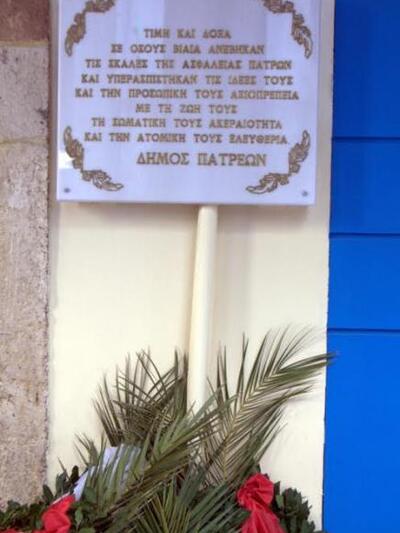 ΤΙΜΗ ΚΑΙ ΔΟΞΑ
ΣΕ ΟΣΟΥΣ ΒΙΑΙΑ ΑΝΕΒΗΚΑΝ
ΤΙΣ ΣΚΑΛΕΣ ΤΗΣ ΑΣΦΑΛΕΙΑΣ ΠΑΤΡΩΝ
ΚΑΙ ΥΠΕΡΑΣΠΙΣΤΗΚΑΝ ΤΙΣ ΙΔΕΕΣ ΤΟΥΣ
ΚΑΙ ΤΗΝ ΠΡΟΣΩΠΙΚΗ ΤΟΥΣ ΑΞΙΟΠΡΕΠΕΙΑ
ΜΕ ΤΗ ΖΩΗ ΤΟΥΣ
ΤΗ ΣΩΜΑΤΙΚΗ ΤΟΥΣ ΑΚΕΡΑΙΟΤΗΤΑ
ΚΑΙ ΤΗΝ ΑΤΟΜΙΚΗ ΤΟΥΣ ΕΛΕΥΘΕΡΙΑ
ΔΗΜΟΣ ΠΑΤΡΕΩΝ